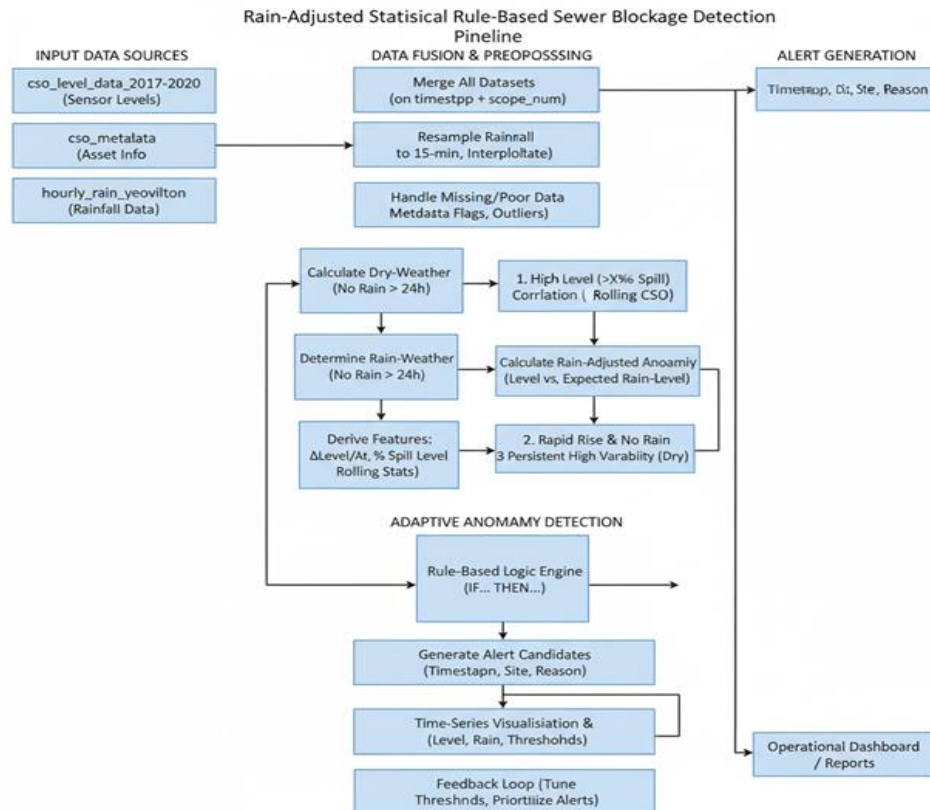 Rain-Adjusted Statisical Rule-Based Sewer Blockage Detection
Pipeline
INPUT DATA SOURCES
cso_level_data_2017-2020
(Sensor Levels)
cso_metalata
(Asset Info
hourly_rain_yeovilton
(Rainfall Data)
DATA FUSION & PREOPOSSSING
Merge All Datasets
(on timestpp + scope_num)
Resample Rainfall
to 15-min, Interploltate)
Handle Missing/Poor Data
Metdasta Flags, Outliers)
ALERT GENERATION
Site, Reason
Calculate Dry-Weather
(No Rain > 24h)
1. High Level (>X% Spill)
Corrlation ( Rolling CSO)
Determine Rain-Weather
(No Rain > 24h)
Calculate Rain-Adjusted Anoamiy
(Level vs, Expected Rain-Level)
Derive Features:
ΔLevel/At, % Spill Level
Rolling Stats)
2. Rapid Rise & No Rain
3 Persistent High Variability (Dry)
ADAPTIVE ANOMAMY DETECTION
Rule-Based Logic Engine
(IF... THEN...)
Generate Alert Candidates
(Timestapn, Site, Reason)
Time-Series Visualisiation &
(Level, Rain, Threshohds)
Feedback Loop (Tune
Threshnds, Priortiize Alerts)
Operational Dashboard
/ Reports